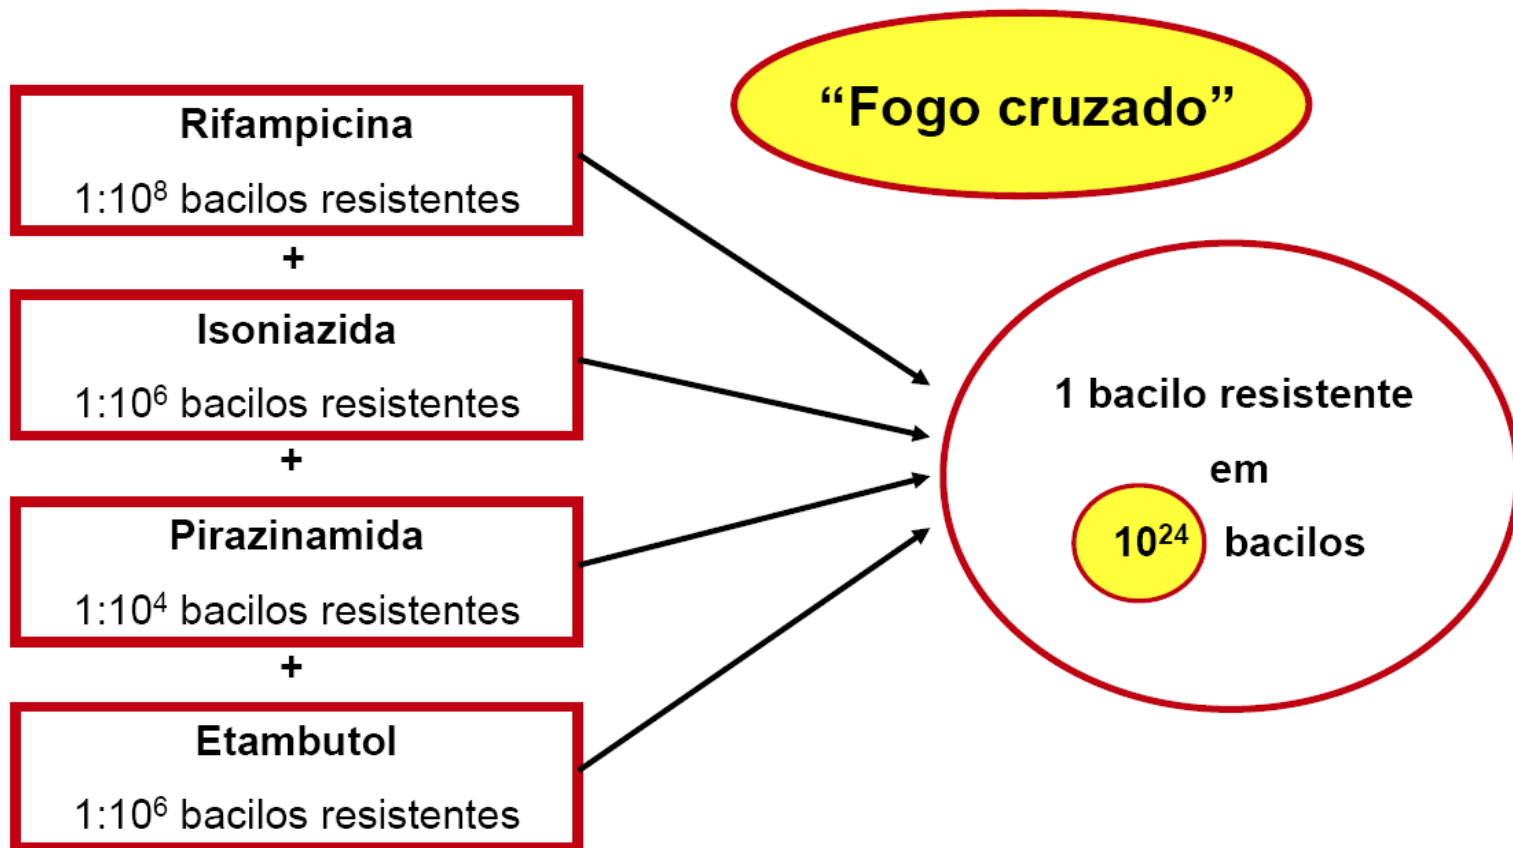 “Fogo cruzado”
Rifampicina
1:10⁸ bacilos resistentes
+
Isoniazida
1:10⁶ bacilos resistentes
+
Pirazinamida
1:10⁴ bacilos resistentes
+
Etambutol
1:10⁶ bacilos resistentes
1 bacilo resistente
em
10²⁴ bacilos